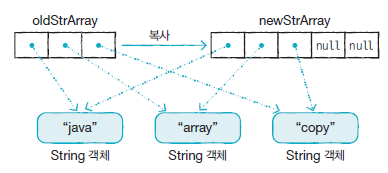 oldStrArray
newStrArray
복사
null null
“java”
“array”
“copy”
String 객체
String 객체
String 객체